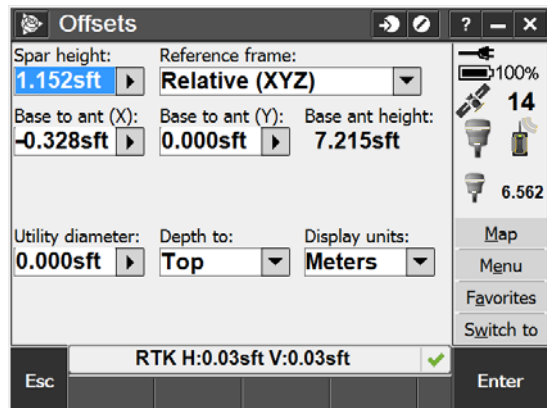 Offsets
? – X
Spar height: Reference frame:
1.152sft Relative (XYZ)
100%
Base to ant (X): Base to ant (Y): Base ant height:
14
-0.328sft 0.000sft 7.215sft
6.562
Utility diameter: Depth to: Display units:
Map
0.000sft Top Meters
Menu
Favorites
Switch to
RTK H:0.03sft V:0.03sft
Esc Enter